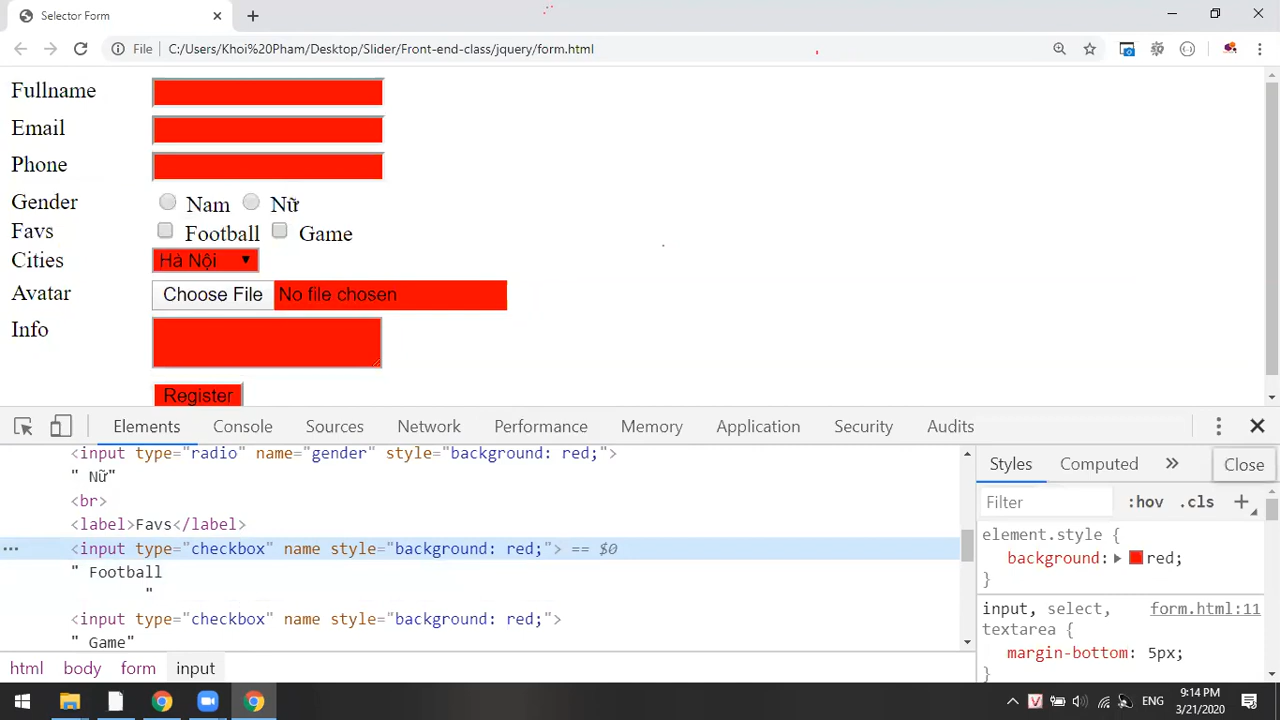 Selector Form
File C:/Users/Khoi%20Pham/Desktop/Slider/Front-end-class/jquery/form.html
Fullname
Email
Phone
Gender Nam Nữ
Favs Football Game
Cities Hà Nội
Avatar Choose File No file chosen
Info
Register
Elements Console Sources Network Performance Memory Application Security Audits
<input type="radio" name="gender" style="background: red;">
" Nữ"
<br>
<label>Favs</label>
<input type="checkbox" name style="background: red;"> == $0
" Football
"
<input type="checkbox" name style="background: red;">
" Game"
html body form input
Styles Computed » Close
Filter :hov .cls +
element.style {
background: red;
}
input, select, form.html:11
textarea {
margin-bottom: 5px;
}
ENG
9:14 PM
3/21/2020